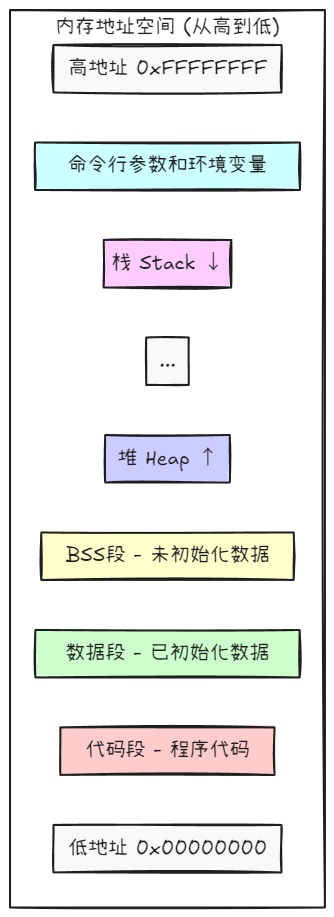 内存地址空间 (从高到低)
高地址 0xFFFFFFFF
命令行参数和环境变量
栈 Stack ↓
...
堆 Heap ↑
BSS段 - 未初始化数据
数据段 - 已初始化数据
代码段 - 程序代码
低地址 0x00000000